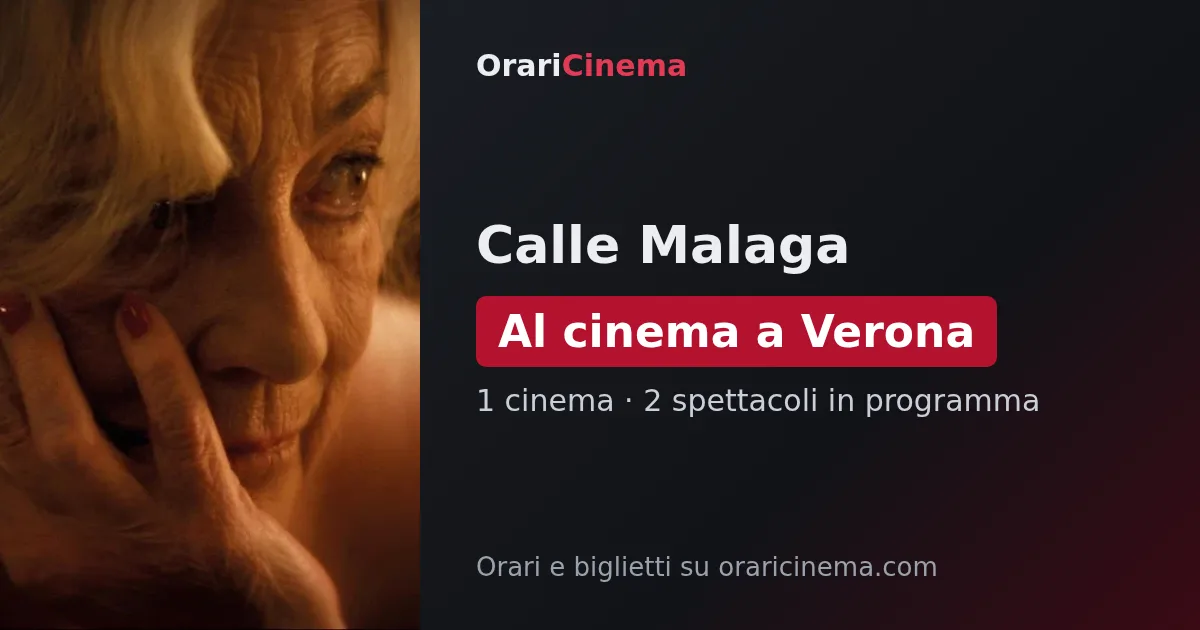 OrariCinema
Calle Malaga
Al cinema a Verona
1 cinema · 2 spettacoli in programma
Orari e biglietti su oraricinema.com